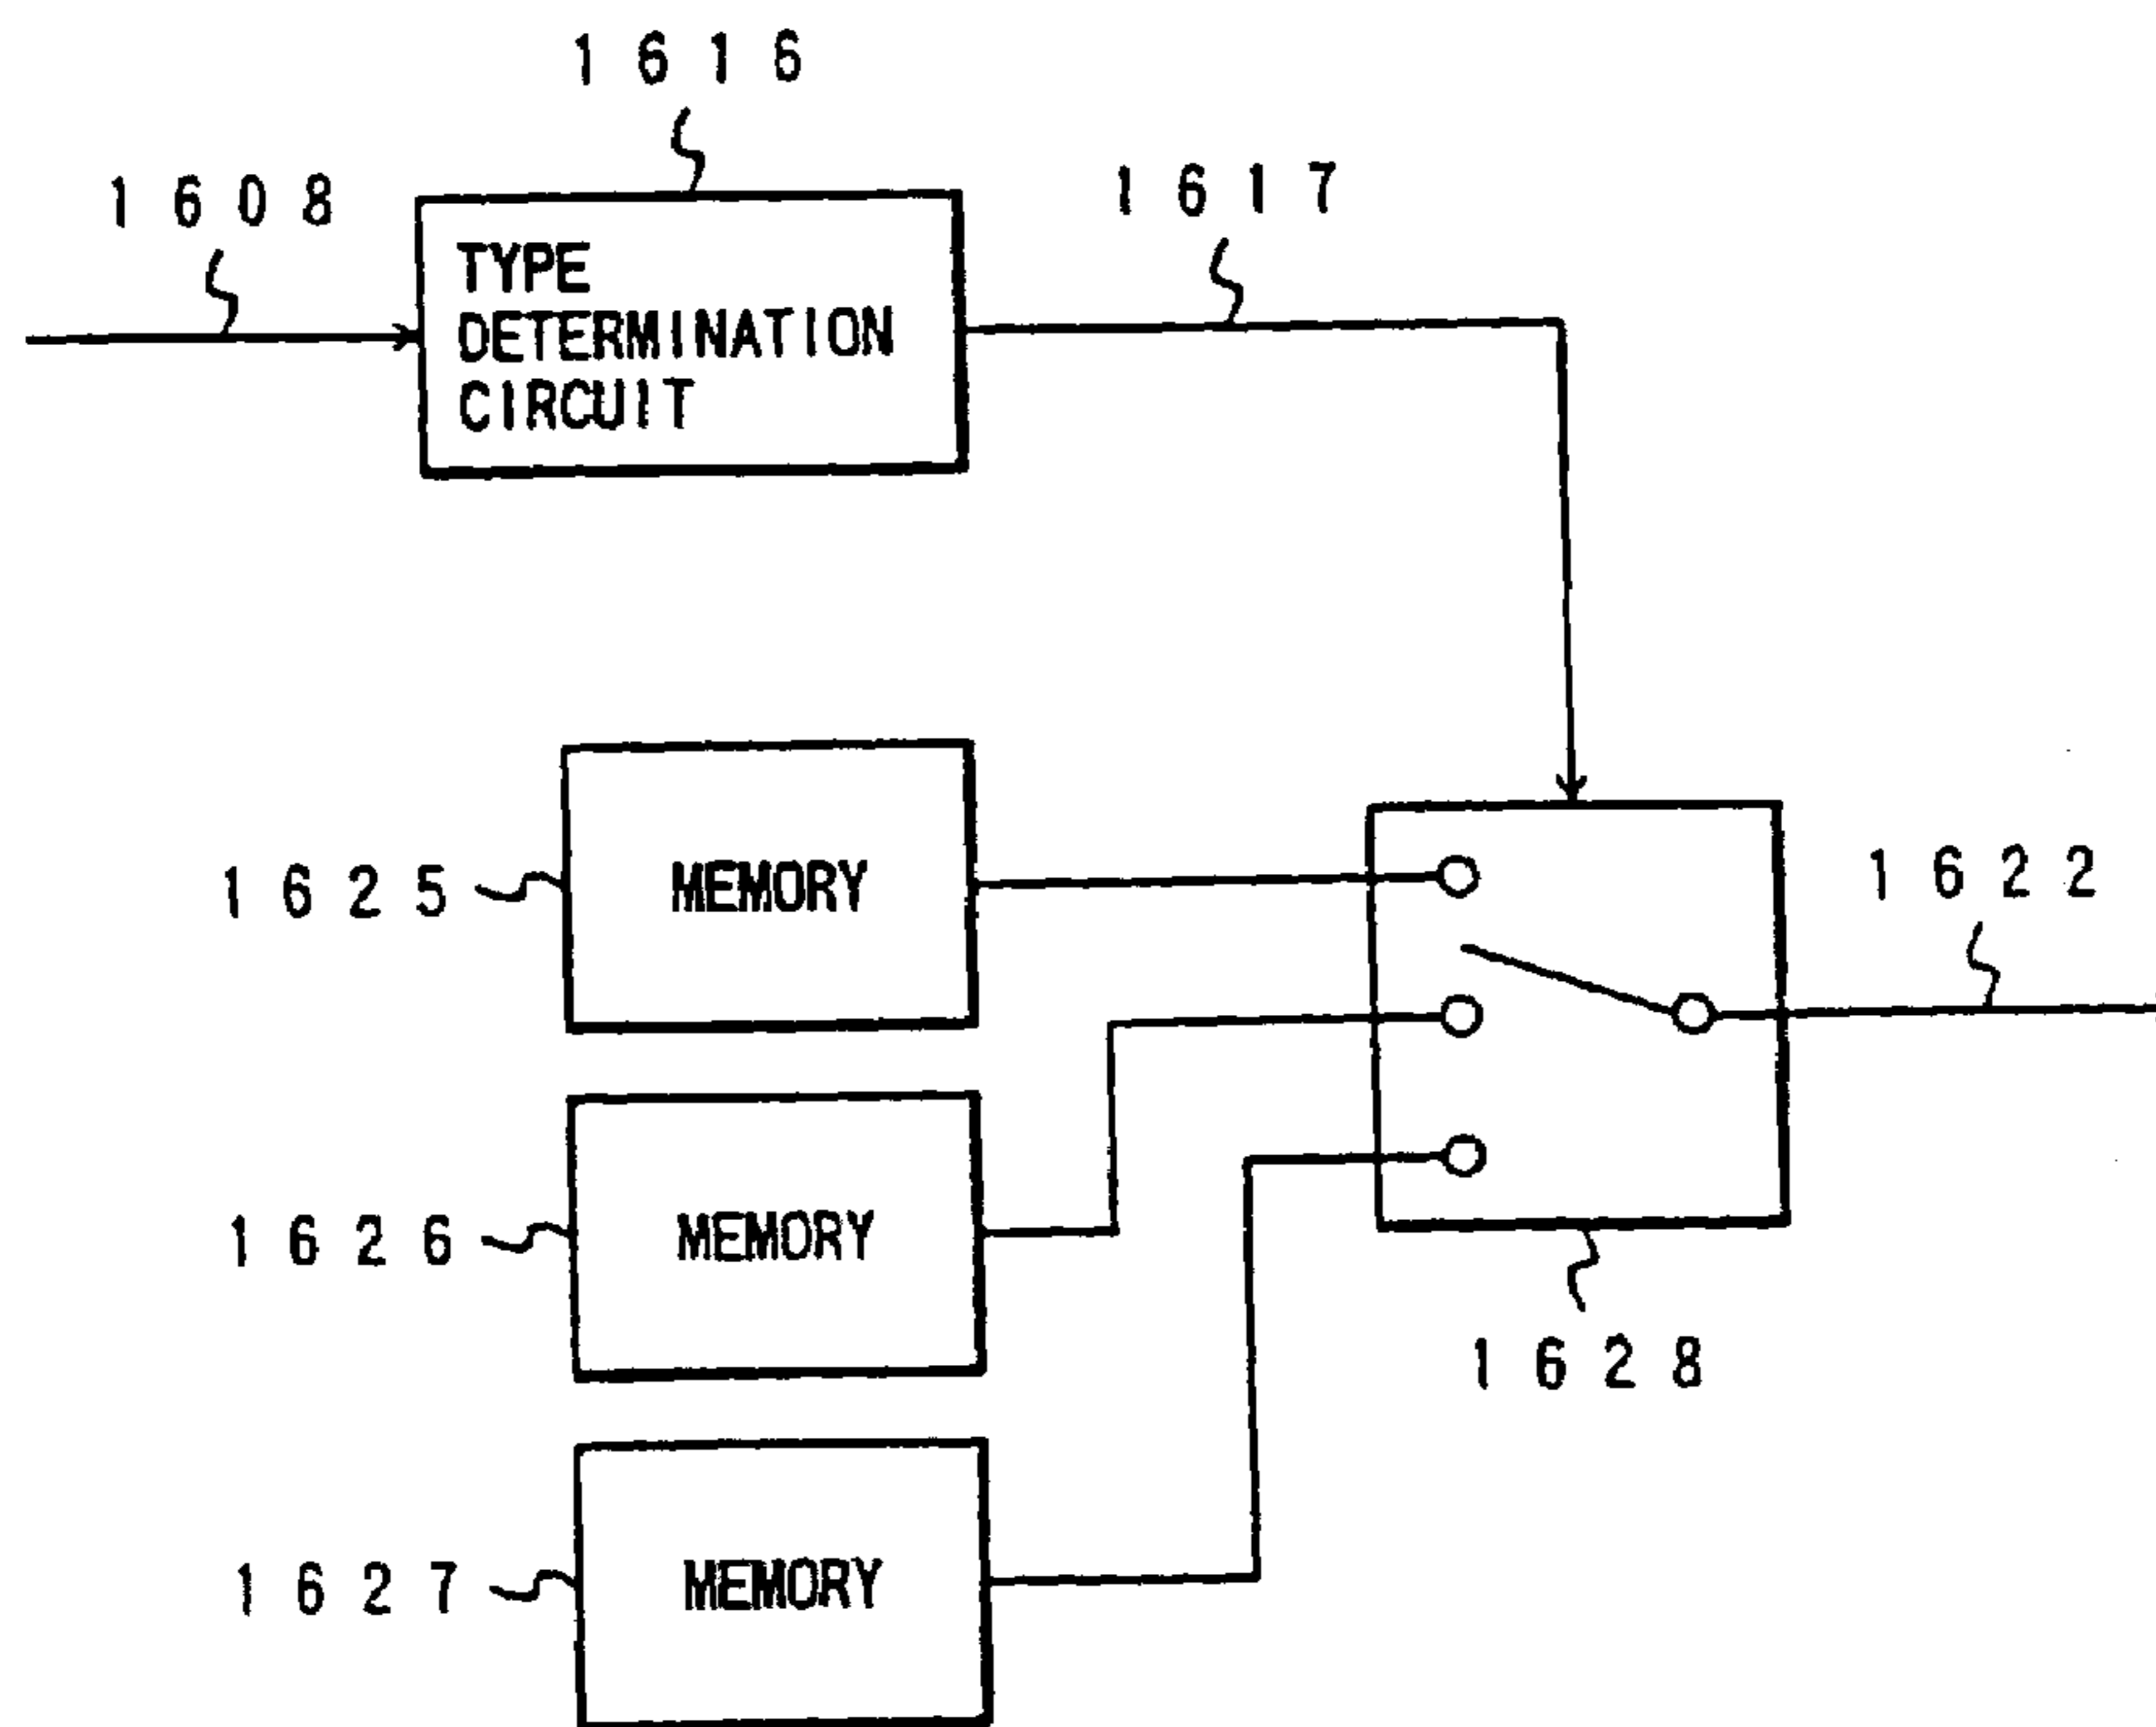 1616
1608
1617
TYPE
DETERMINATION
CIRCUIT
1625
MEMORY
1622
1626
MEMORY
1628
1627
MEMORY